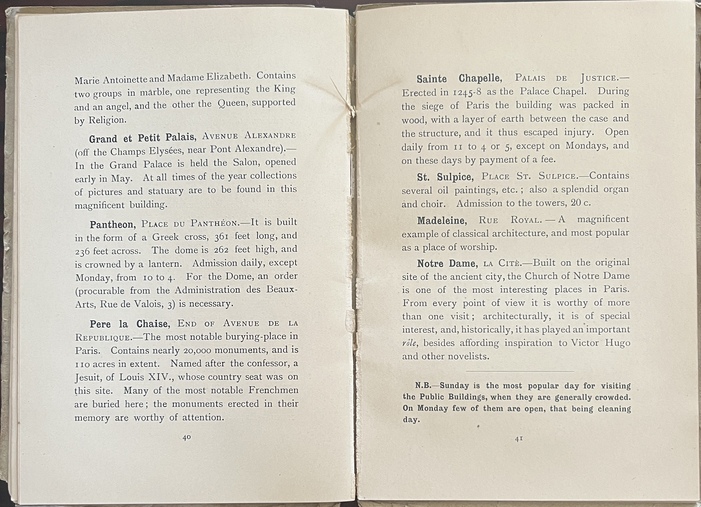 Marie Antoinette and Madame Elizabeth. Contains
two groups in marble, one representing the King
and an angel, and the other the Queen, supported
by Religion.
Grand et Petit Palais, AVENUE ALEXANDRE
(off the Champs Elysées, near Pont Alexandre).—
In the Grand Palace is held the Salon, opened
early in May. At all times of the year collections
of pictures and statuary are to be found in this
magnificent building.
Pantheon, PLACE DU PANTHÉON.—It is built
in the form of a Greek cross, 361 feet long, and
236 feet across. The dome is 262 feet high, and
is crowned by a lantern. Admission daily, except
Monday, from 10 to 4. For the Dome, an order
(procurable from the Administration des Beaux-
Arts, Rue de Valois, 3) is necessary.
Pere la Chaise, END OF AVENUE DE LA
REPUBLIQUE.—The most notable burying-place in
Paris. Contains nearly 20,000 monuments, and is
110 acres in extent. Named after the confessor, a
Jesuit, of Louis XIV., whose country seat was on
this site. Many of the most notable Frenchmen
are buried here; the monuments erected in their
memory are worthy of attention.
40
Sainte Chapelle, PALAIS DE JUSTICE.—
Erected in 1245-8 as the Palace Chapel. During
the siege of Paris the building was packed in
wood, with a layer of earth between the case and
the structure, and it thus escaped injury. Open
daily from 11 to 4 or 5, except on Mondays, and
on these days by payment of a fee.
St. Sulpice, PLACE ST. SULPICE.—Contains
several oil paintings, etc.; also a splendid organ
and choir. Admission to the towers, 20 c.
Madeleine, RUE ROYAL.—A magnificent
example of classical architecture, and most popular
as a place of worship.
Notre Dame, LA CITÈ.—Built on the original
site of the ancient city, the Church of Notre Dame
is one of the most interesting places in Paris.
From every point of view it is worthy of more
than one visit; architecturally, it is of special
interest, and, historically, it has played an important
rôle, besides affording inspiration to Victor Hugo
and other novelists.
N.B.—Sunday is the most popular day for visiting
the Public Buildings, when they are generally crowded.
On Monday few of them are open, that being cleaning
day.
41